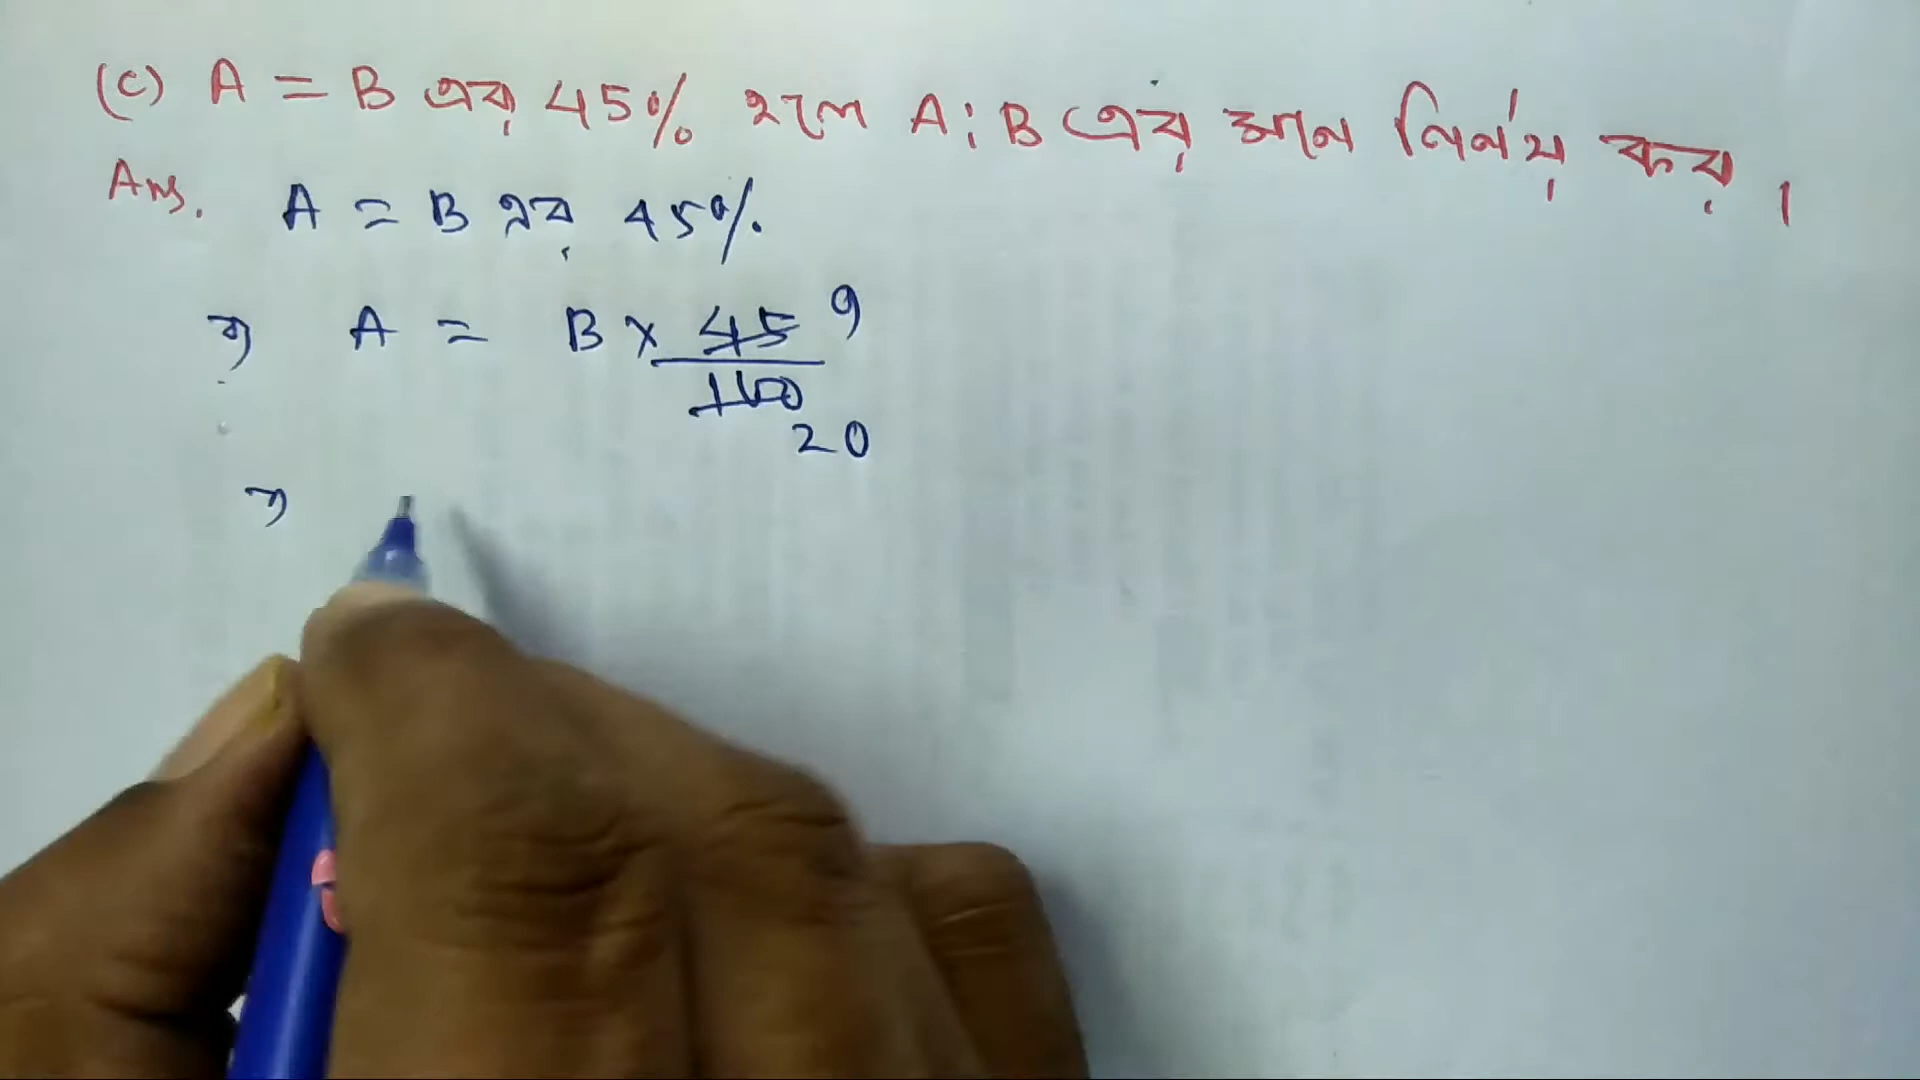 (c) A = B এর 45% হলে A:B এর মান নির্ণয় কর।
Ans. A = B এর 45%
বা A = B × 45 9
100
20
বা